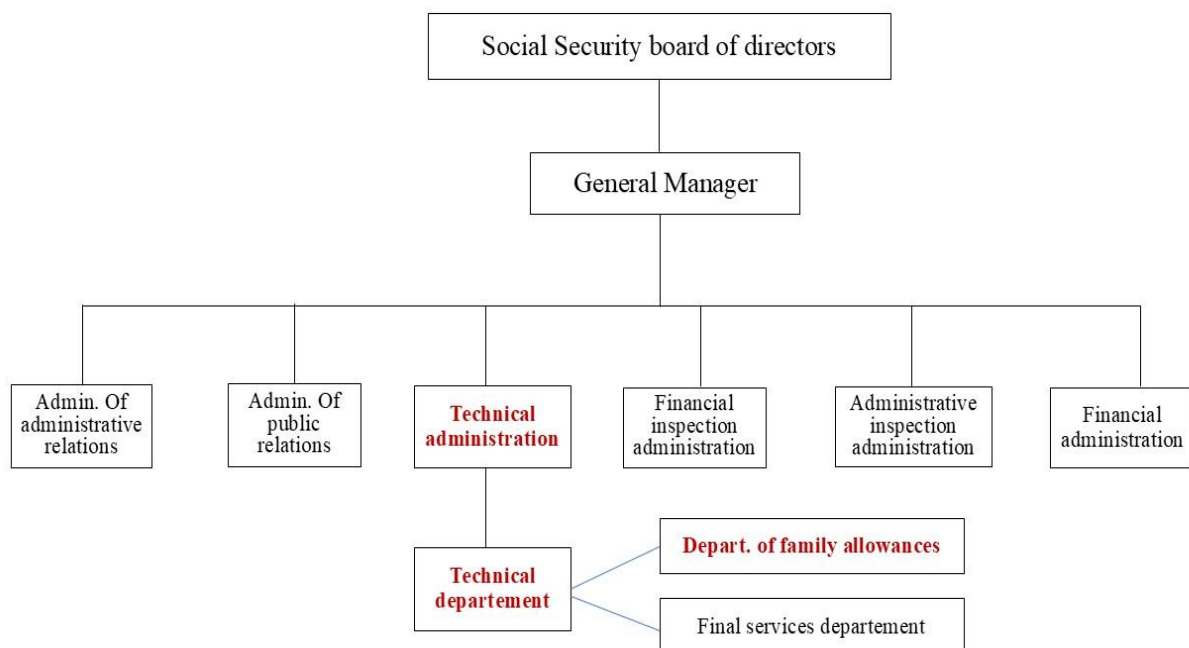 Social Security board of directors
General Manager
Admin. Of
administrative
relations
Admin. Of
public
relations
Technical
administration
Financial
inspection
administration
Administrative
inspection
administration
Financial
administration
Technical
departement
Depart. of family allowances
Final services departement